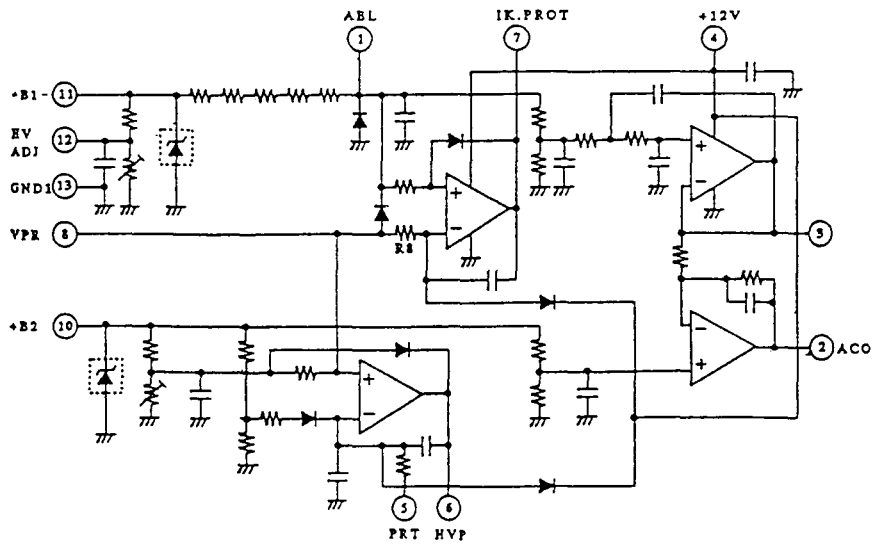 ABL
1
IK.PROT
7
+12V
4
+B1-
11
HV
ADJ
12
GND1
13
VPR
8
R8
3
+B2
10
2
ACO
5
PRT
6
HVP